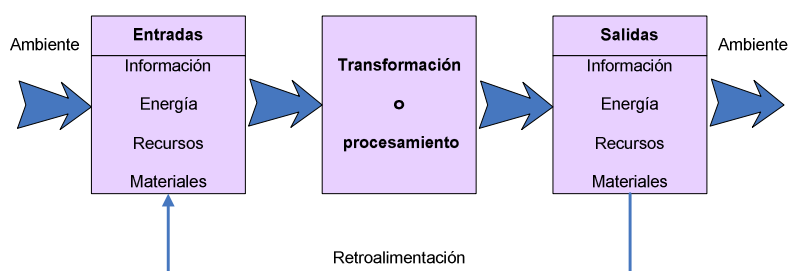 Ambiente
Entradas
Información
Energía
Recursos
Materiales
Transformación
o
procesamiento
Salidas
Información
Energía
Recursos
Materiales
Ambiente
Retroalimentación